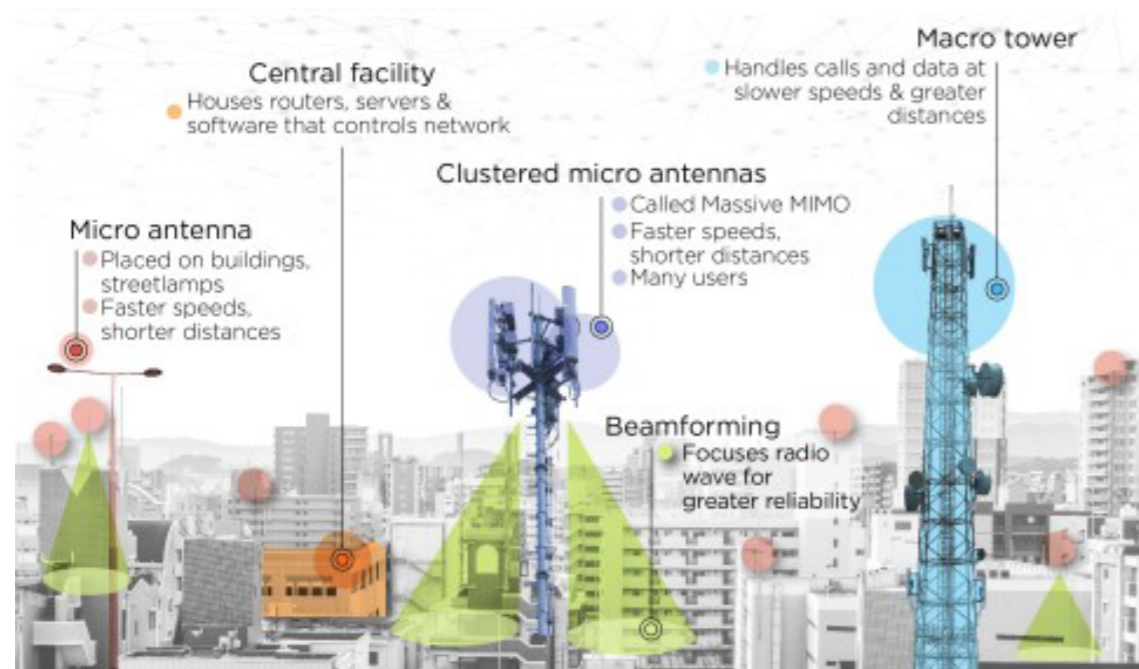 Macro tower
Handles calls and data at
slower speeds & greater
distances
Central facility
Houses routers, servers &
software that controls network
Clustered micro antennas
Called Massive MIMO
Faster speeds,
shorter distances
Many users
Micro antenna
Placed on buildings,
streetlamps
Faster speeds,
shorter distances
Beamforming
Focuses radio
wave for
greater reliability